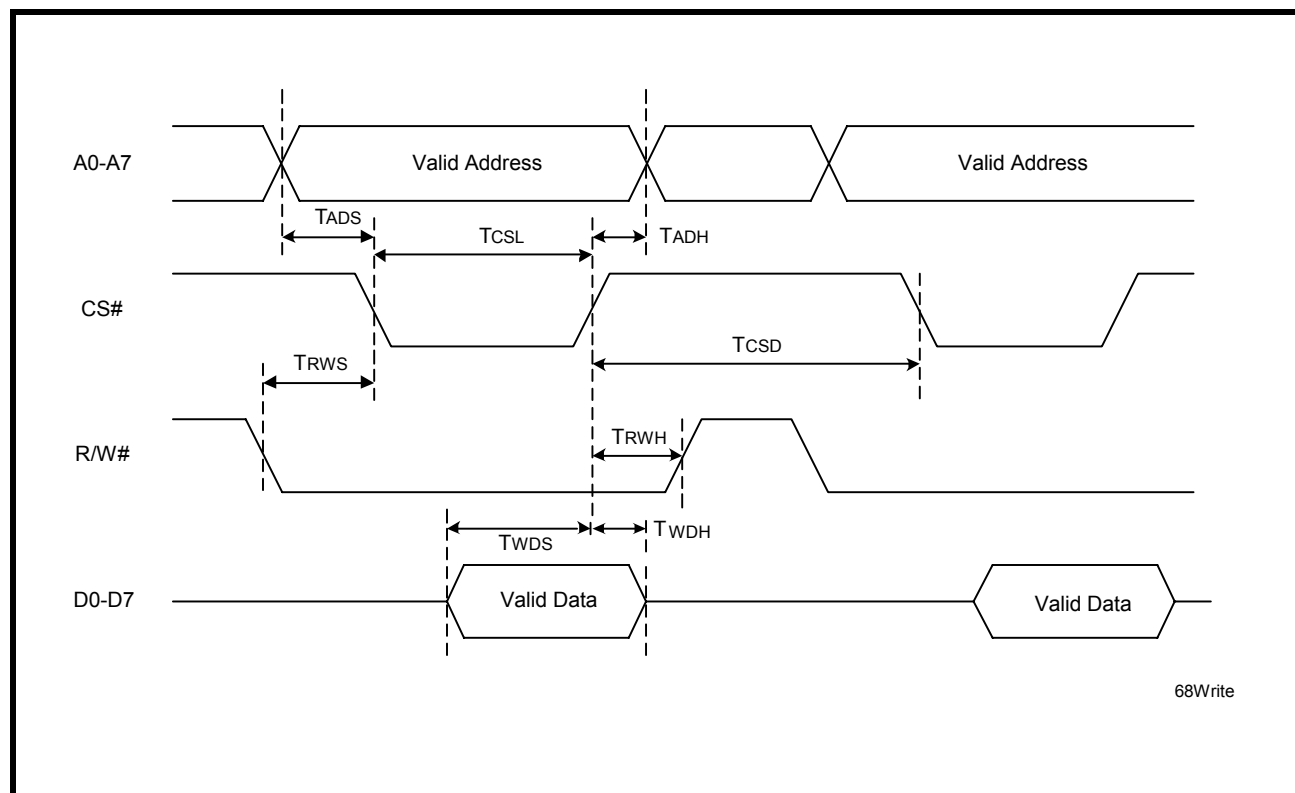 A0-A7
Valid Address
Valid Address
TADS
TCSL
TADH
CS#
TCSD
TRWS
TRWH
R/W#
TWDS
TWDH
D0-D7
Valid Data
Valid Data
68Write